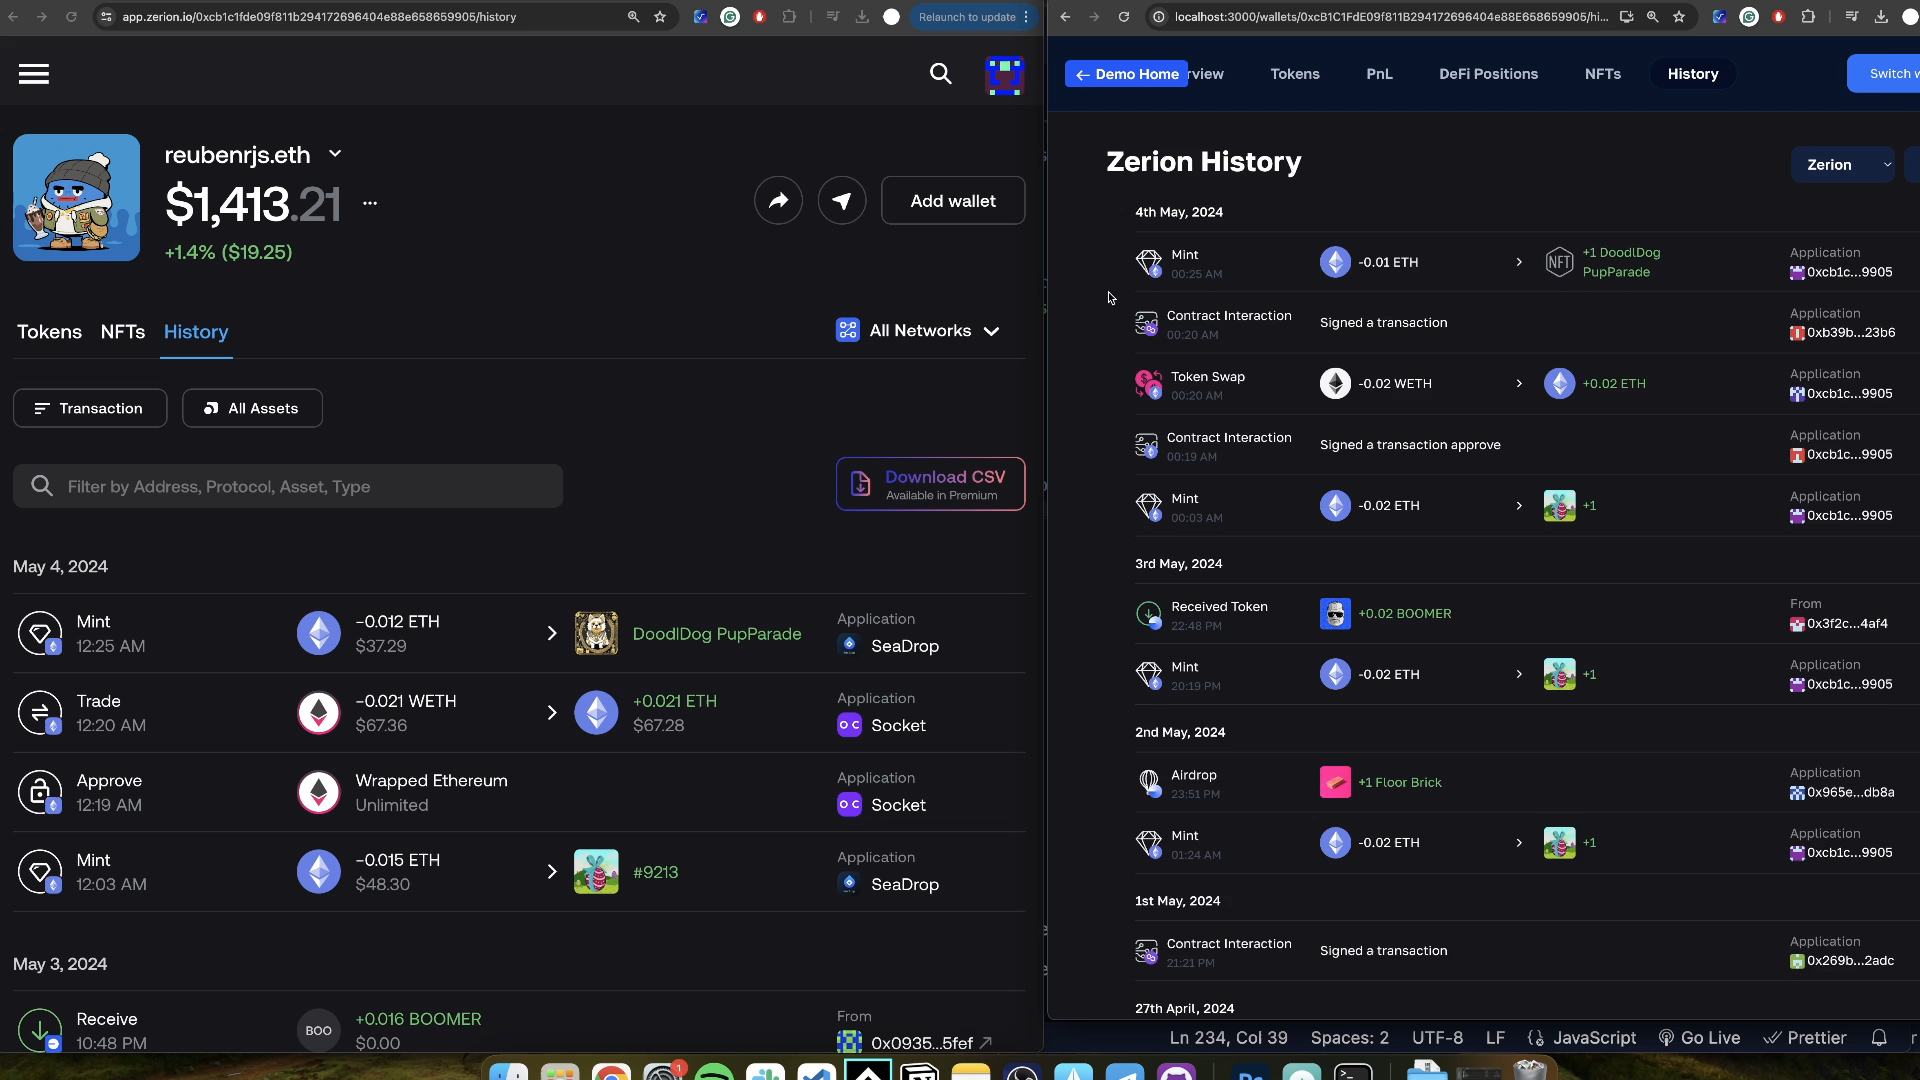 app.zerion.io/0xcb1c1fde09f811b294172696404e88e658659905/history
Relaunch to update
reubenrjs.eth
$1,413.21
...
+1.4% ($19.25)
Add wallet
Tokens
NFTs
History
All Networks
Transaction
All Assets
Filter by Address, Protocol, Asset, Type
Download CSV
Available in Premium
May 4, 2024
Mint
12:25 AM
−0.012 ETH
$37.29
DoodlDog PupParade
Application
SeaDrop
Trade
12:20 AM
−0.021 WETH
$67.36
+0.021 ETH
$67.28
Application
Socket
Approve
12:19 AM
Wrapped Ethereum
Unlimited
Application
Socket
Mint
12:03 AM
−0.015 ETH
$48.30
#9213
Application
SeaDrop
May 3, 2024
Receive
10:48 PM
BOO
+0.016 BOOMER
$0.00
From
0x0935...5fef
localhost:3000/wallets/0xcB1C1FdE09f811B294172696404e88E658659905/hi...
← Demo Home
rview
Tokens
PnL
DeFi Positions
NFTs
History
Switch
Zerion History
Zerion
4th May, 2024
Mint
00:25 AM
-0.01 ETH
NFT
+1 DoodlDog
PupParade
Application
0xcb1c...9905
Contract Interaction
00:20 AM
Signed a transaction
Application
0xb39b...23b6
Token Swap
00:20 AM
-0.02 WETH
+0.02 ETH
Application
0xcb1c...9905
Contract Interaction
00:19 AM
Signed a transaction approve
Application
0xcb1c...9905
Mint
00:03 AM
-0.02 ETH
+1
Application
0xcb1c...9905
3rd May, 2024
Received Token
22:48 PM
+0.02 BOOMER
From
0x3f2c...4af4
Mint
20:19 PM
-0.02 ETH
+1
Application
0xcb1c...9905
2nd May, 2024
Airdrop
23:51 PM
+1 Floor Brick
Application
0x965e...db8a
Mint
01:24 AM
-0.02 ETH
+1
Application
0xcb1c...9905
1st May, 2024
Contract Interaction
21:21 PM
Signed a transaction
Application
0x269b...2adc
27th April, 2024
Ln 234, Col 39
Spaces: 2
UTF-8
LF
JavaScript
Go Live
Prettier
1